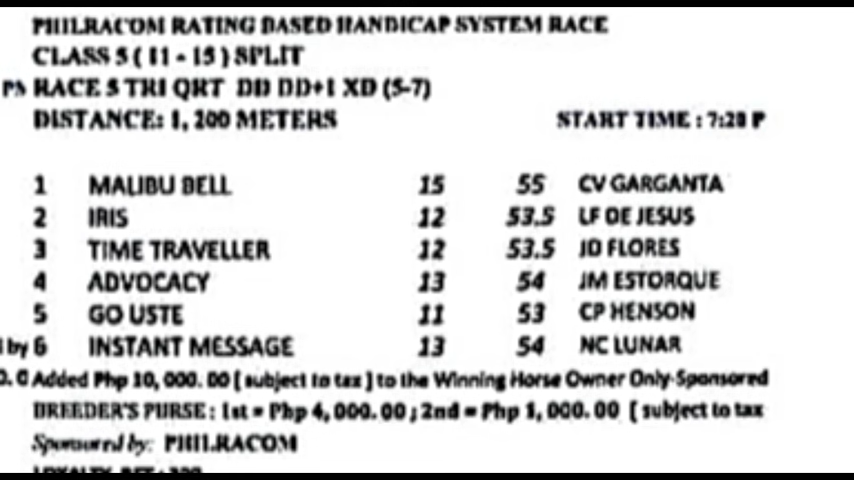 PHILRACOM RATING BASED HANDICAP SYSTEM RACE
CLASS 5 ( 11 - 15 ) SPLIT
RACE 5 TRI QRT DD DD+1 XD (5-7)
DISTANCE: 1, 200 METERS START TIME : 7:28 P
1 MALIBU BELL 15 55 CV GARGANTA
2 IRIS 12 53.5 LF DE JESUS
3 TIME TRAVELLER 12 53.5 JD FLORES
4 ADVOCACY 13 54 JM ESTORQUE
5 GO USTE 11 53 CP HENSON
by 6 INSTANT MESSAGE 13 54 NC LUNAR
Added Php 10, 000. 00 [ subject to tax ] to the Winning Horse Owner Only-Sponsored
BREEDER'S PURSE : 1st = Php 4, 000. 00 ; 2nd = Php 1, 000. 00 [ subject to tax
Sponsored by: PHILRACOM